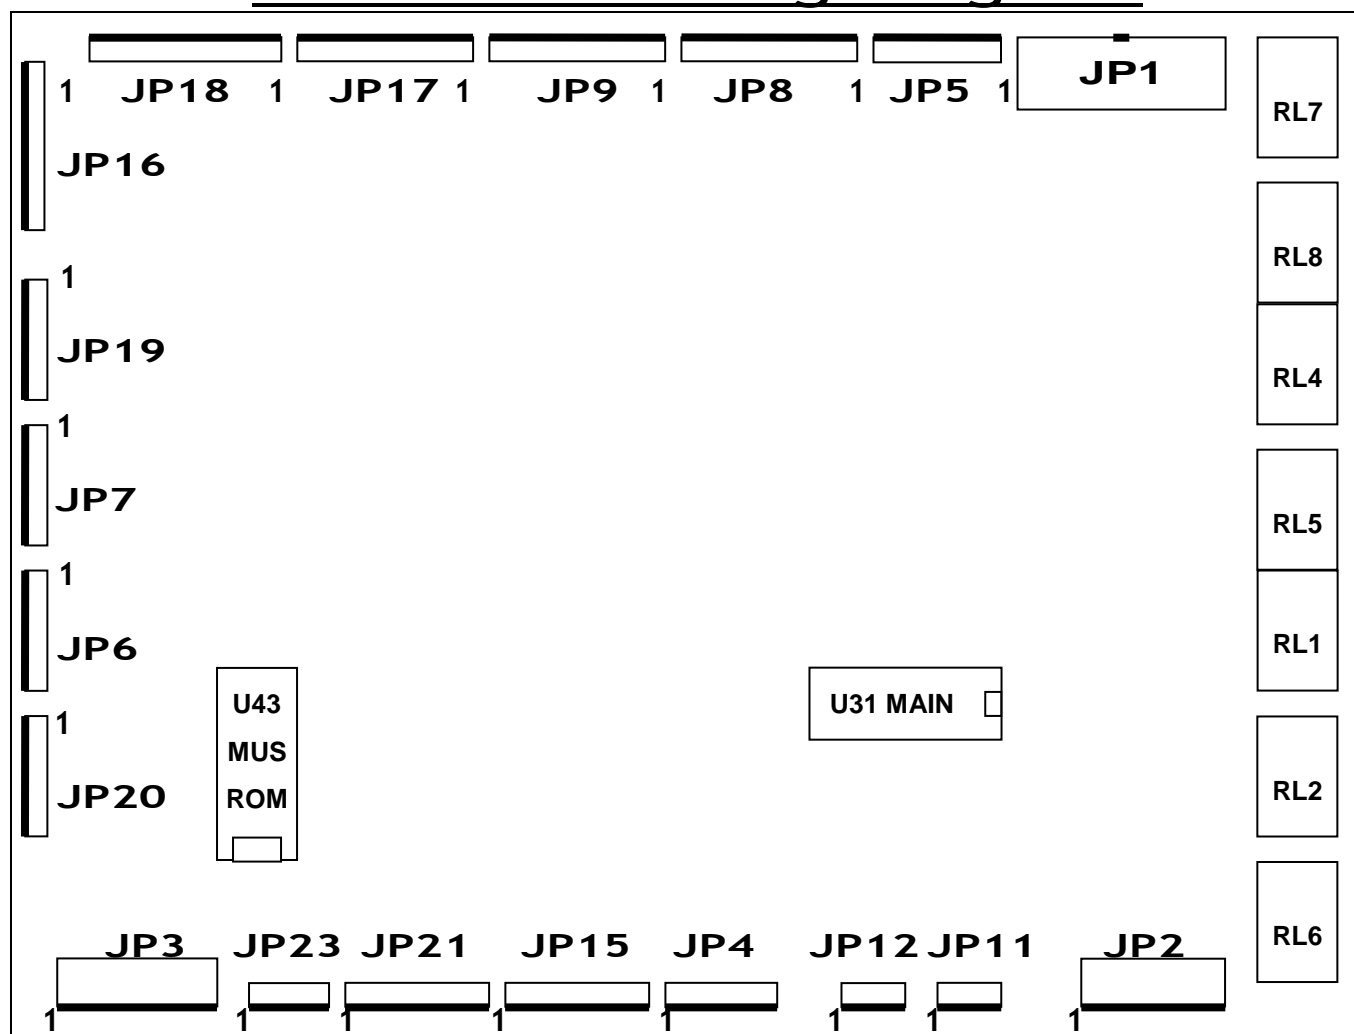 1 JP18 1 JP17 1 JP9 1 JP8 1 JP5 1 JP1
RL7
JP16
RL8
1
JP19
RL4
1
JP7
RL5
1
JP6
RL1
U43
MUS
ROM
U31 MAIN
1
JP20
RL2
JP3 JP23 JP21 JP15 JP4 JP12 JP11 JP2
RL6
1 1 1 1 1 1 1 1